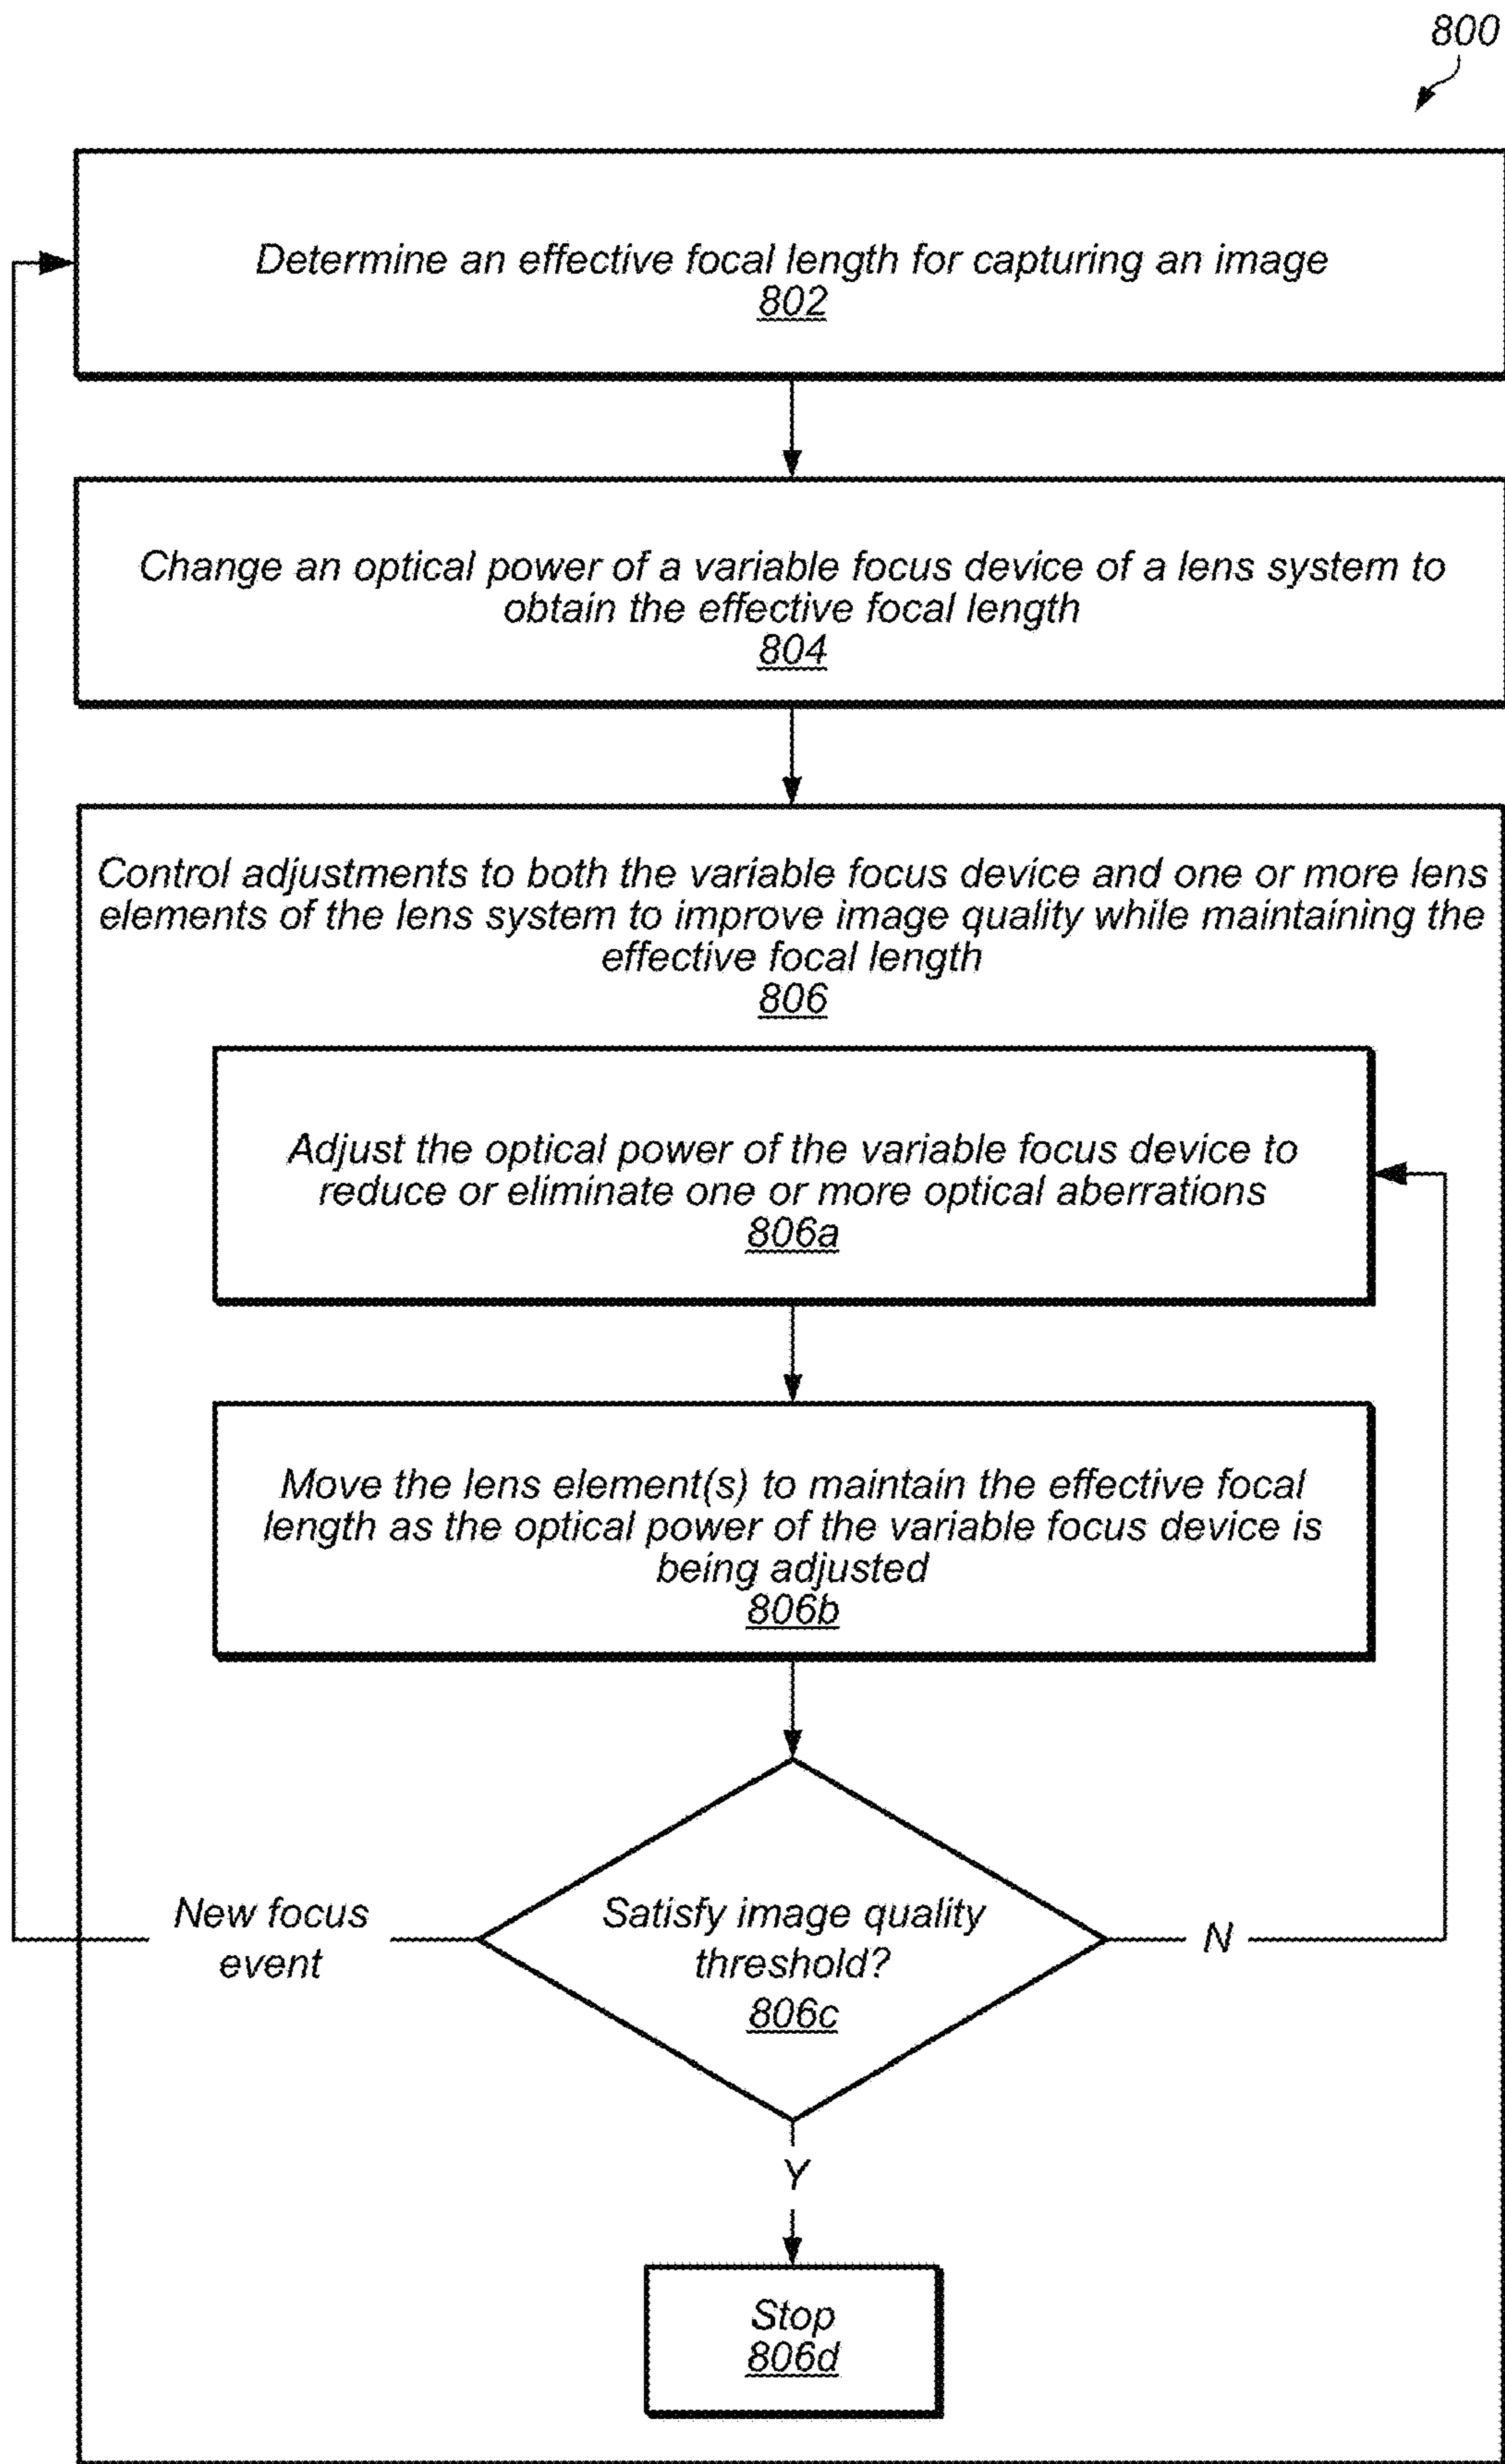 800
Determine an effective focal length for capturing an image
802
Change an optical power of a variable focus device of a lens system to
obtain the effective focal length
804
Control adjustments to both the variable focus device and one or more lens
elements of the lens system to improve image quality while maintaining the
effective focal length
806
Adjust the optical power of the variable focus device to
reduce or eliminate one or more optical aberrations
806a
Move the lens element(s) to maintain the effective focal
length as the optical power of the variable focus device is
being adjusted
806b
New focus
event
Satisfy image quality
threshold?
806c
N
Y
Stop
806d